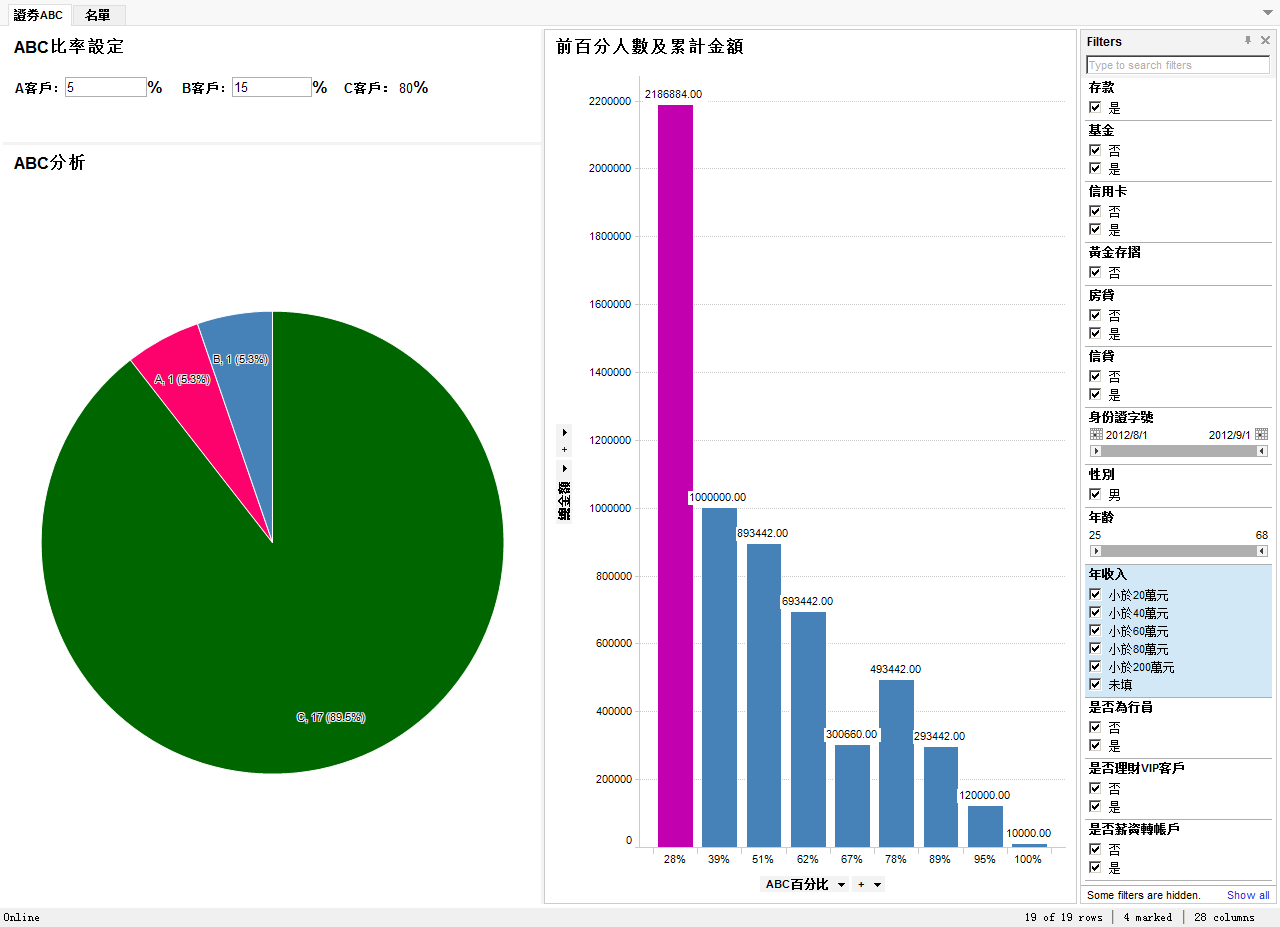 證券ABC
名單
ABC比率設定
A客戶：5% B客戶：15% C客戶： 80%
ABC分析
B, 1 (5.3%)
A, 1 (5.3%)
C, 17 (89.5%)
前百分人數及累計金額
2186884.00
2200000
2000000
1800000
1600000
1400000
1200000
1000000
800000
600000
400000
200000
0
總金額
+
1000000.00
893442.00
693442.00
300660.00
493442.00
293442.00
120000.00
10000.00
28% 39% 51% 62% 67% 78% 89% 95% 100%
ABC百分比 +
Filters
Type to search filters
存款
是
基金
否
是
信用卡
否
是
黃金存摺
否
房貸
否
是
信貸
否
是
身份證字號
2012/8/1 2012/9/1
性別
男
年齡
25 68
年收入
小於20萬元
小於40萬元
小於60萬元
小於80萬元
小於200萬元
未填
是否為行員
否
是
是否理財VIP客戶
否
是
是否薪資轉帳戶
否
是
Some filters are hidden. Show all
Online
19 of 19 rows | 4 marked | 28 columns